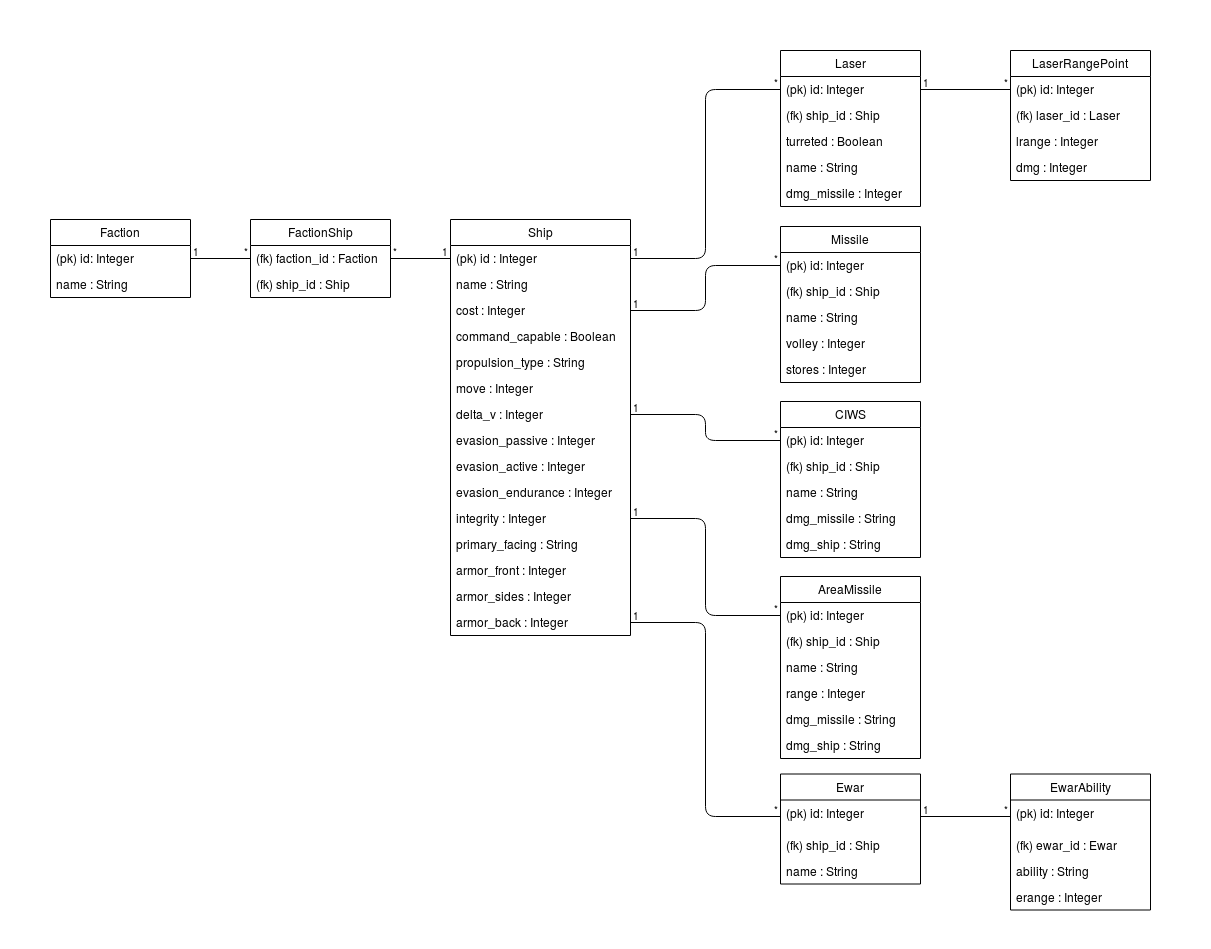 Faction
(pk) id: Integer
name : String
1
*
FactionShip
(fk) faction_id : Faction
(fk) ship_id : Ship
*
1
Ship
(pk) id : Integer
name : String
cost : Integer
command_capable : Boolean
propulsion_type : String
move : Integer
delta_v : Integer
evasion_passive : Integer
evasion_active : Integer
evasion_endurance : Integer
integrity : Integer
primary_facing : String
armor_front : Integer
armor_sides : Integer
armor_back : Integer
1
1
1
1
1
*
Laser
(pk) id: Integer
(fk) ship_id : Ship
turreted : Boolean
name : String
dmg_missile : Integer
1
*
LaserRangePoint
(pk) id: Integer
(fk) laser_id : Laser
lrange : Integer
dmg : Integer
*
Missile
(pk) id: Integer
(fk) ship_id : Ship
name : String
volley : Integer
stores : Integer
*
CIWS
(pk) id: Integer
(fk) ship_id : Ship
name : String
dmg_missile : String
dmg_ship : String
*
AreaMissile
(pk) id: Integer
(fk) ship_id : Ship
name : String
range : Integer
dmg_missile : String
dmg_ship : String
*
Ewar
(pk) id: Integer
(fk) ship_id : Ship
name : String
1
*
EwarAbility
(pk) id: Integer
(fk) ewar_id : Ewar
ability : String
erange : Integer